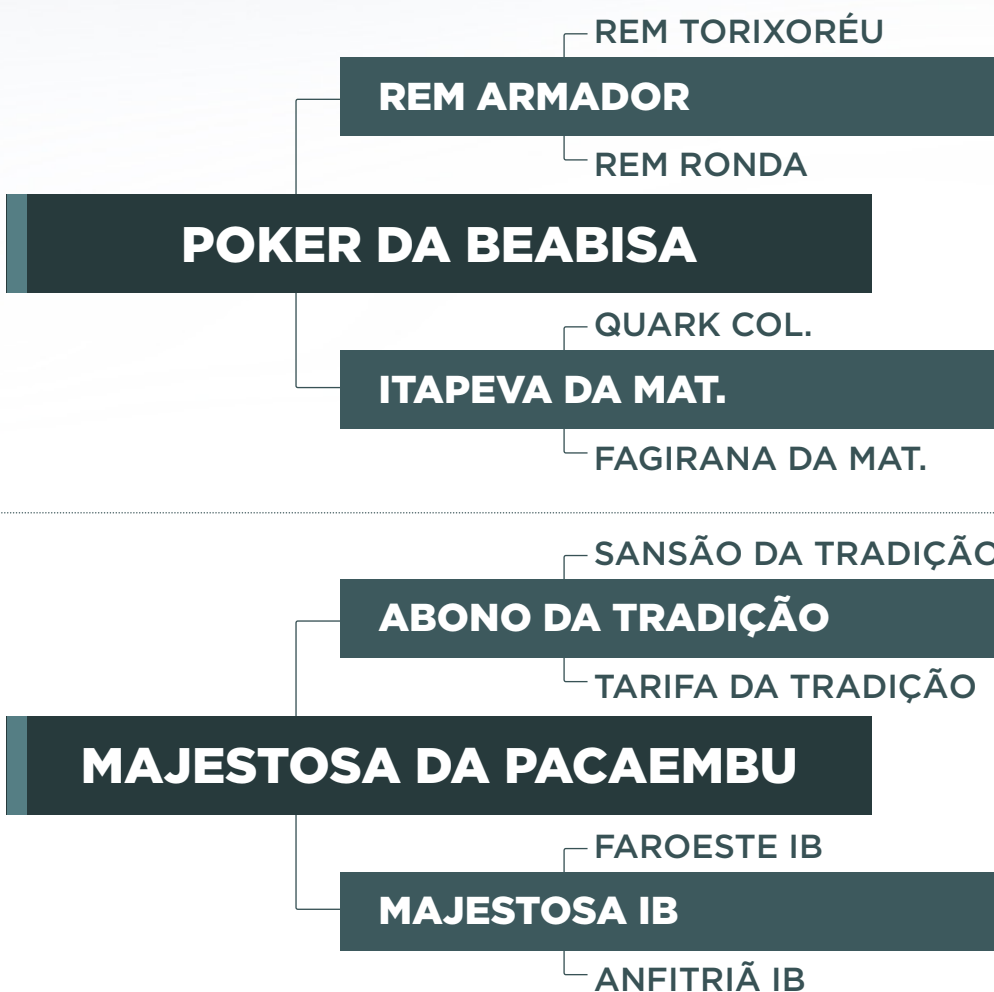 REM TORIXORÉU
REM ARMADOR
REM RONDA
POKER DA BEABISA
QUARK COL.
ITAPEVA DA MAT.
FAGIRANA DA MAT.
SANSÃO DA TRADIÇÃO
ABONO DA TRADIÇÃO
TARIFA DA TRADIÇÃO
MAJESTOSA DA PACAEMBU
FAROESTE IB
MAJESTOSA IB
ANFITRIÃ IB